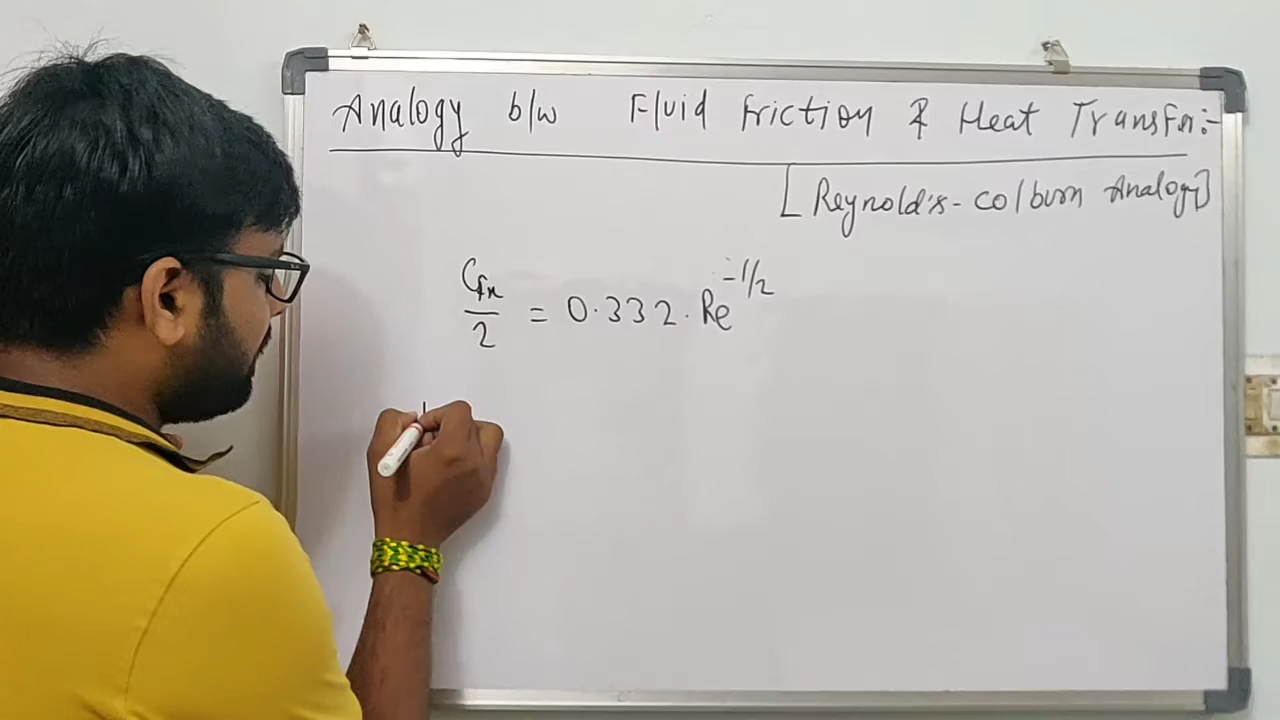 Analogy b/w Fluid friction & Heat Transfer:-
[Reynold's-colburn Analogy]
Cfx/2 = 0.332.Re^-1/2